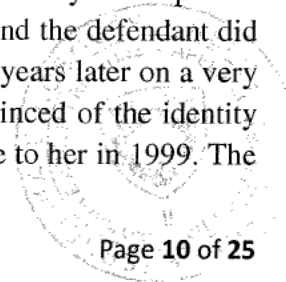 nd the defendant did
years later on a very
inced of the identity
e to her in 1999. The
Page 10 of 25